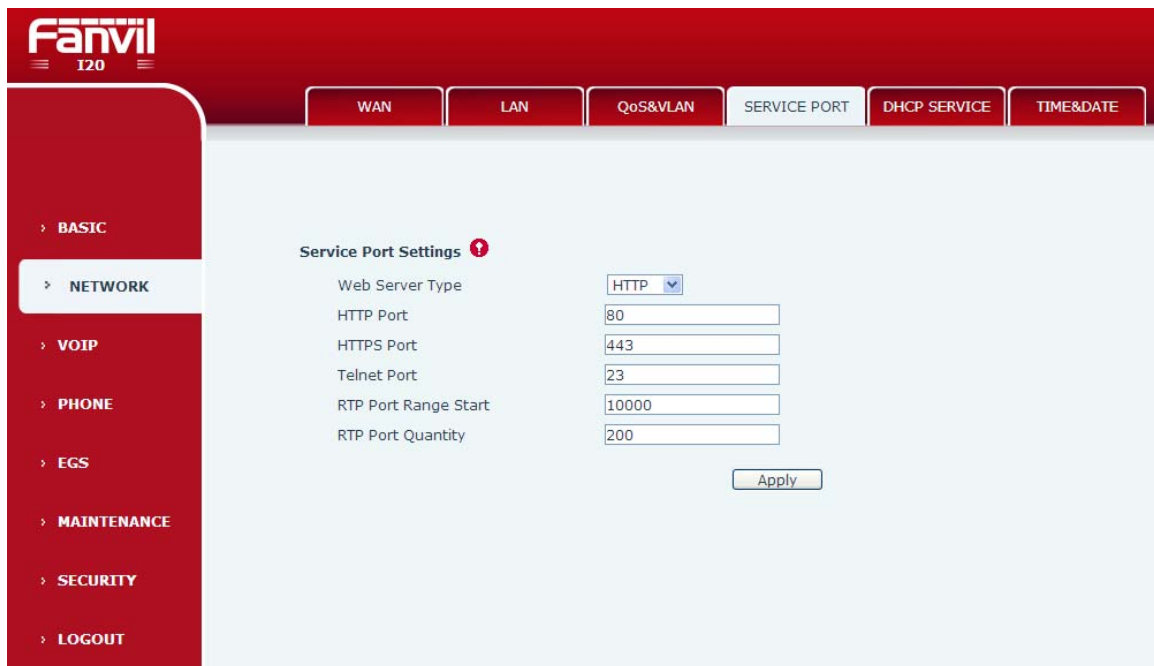 Fanvil
I20
WAN LAN QoS&VLAN SERVICE PORT DHCP SERVICE TIME&DATE
BASIC
NETWORK
VOIP
PHONE
EGS
MAINTENANCE
SECURITY
LOGOUT
Service Port Settings
Web Server Type HTTP
HTTP Port 80
HTTPS Port 443
Telnet Port 23
RTP Port Range Start 10000
RTP Port Quantity 200
Apply